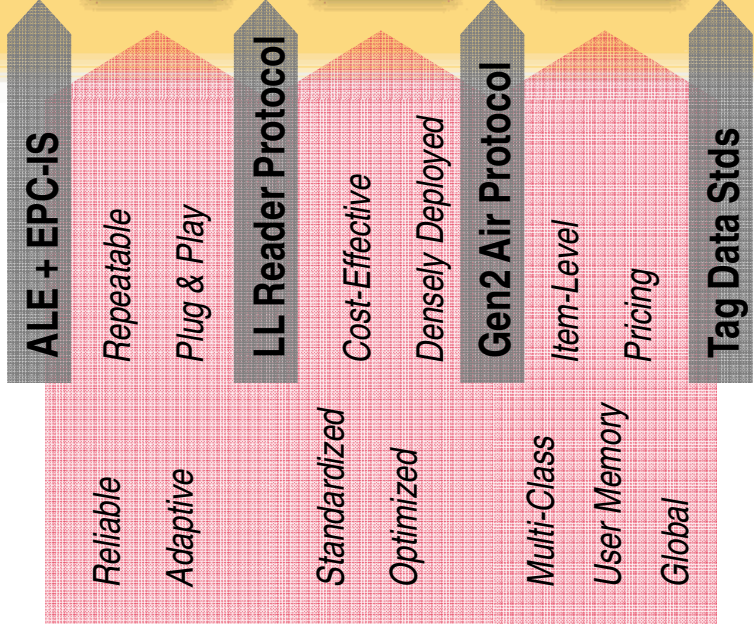 ALE + EPC-IS
Reliable
Repeatable
Adaptive
Plug & Play
LL Reader Protocol
Standardized
Cost-Effective
Optimized
Densely Deployed
Gen2 Air Protocol
Multi-Class
Item-Level
User Memory
Pricing
Global
Tag Data Stds